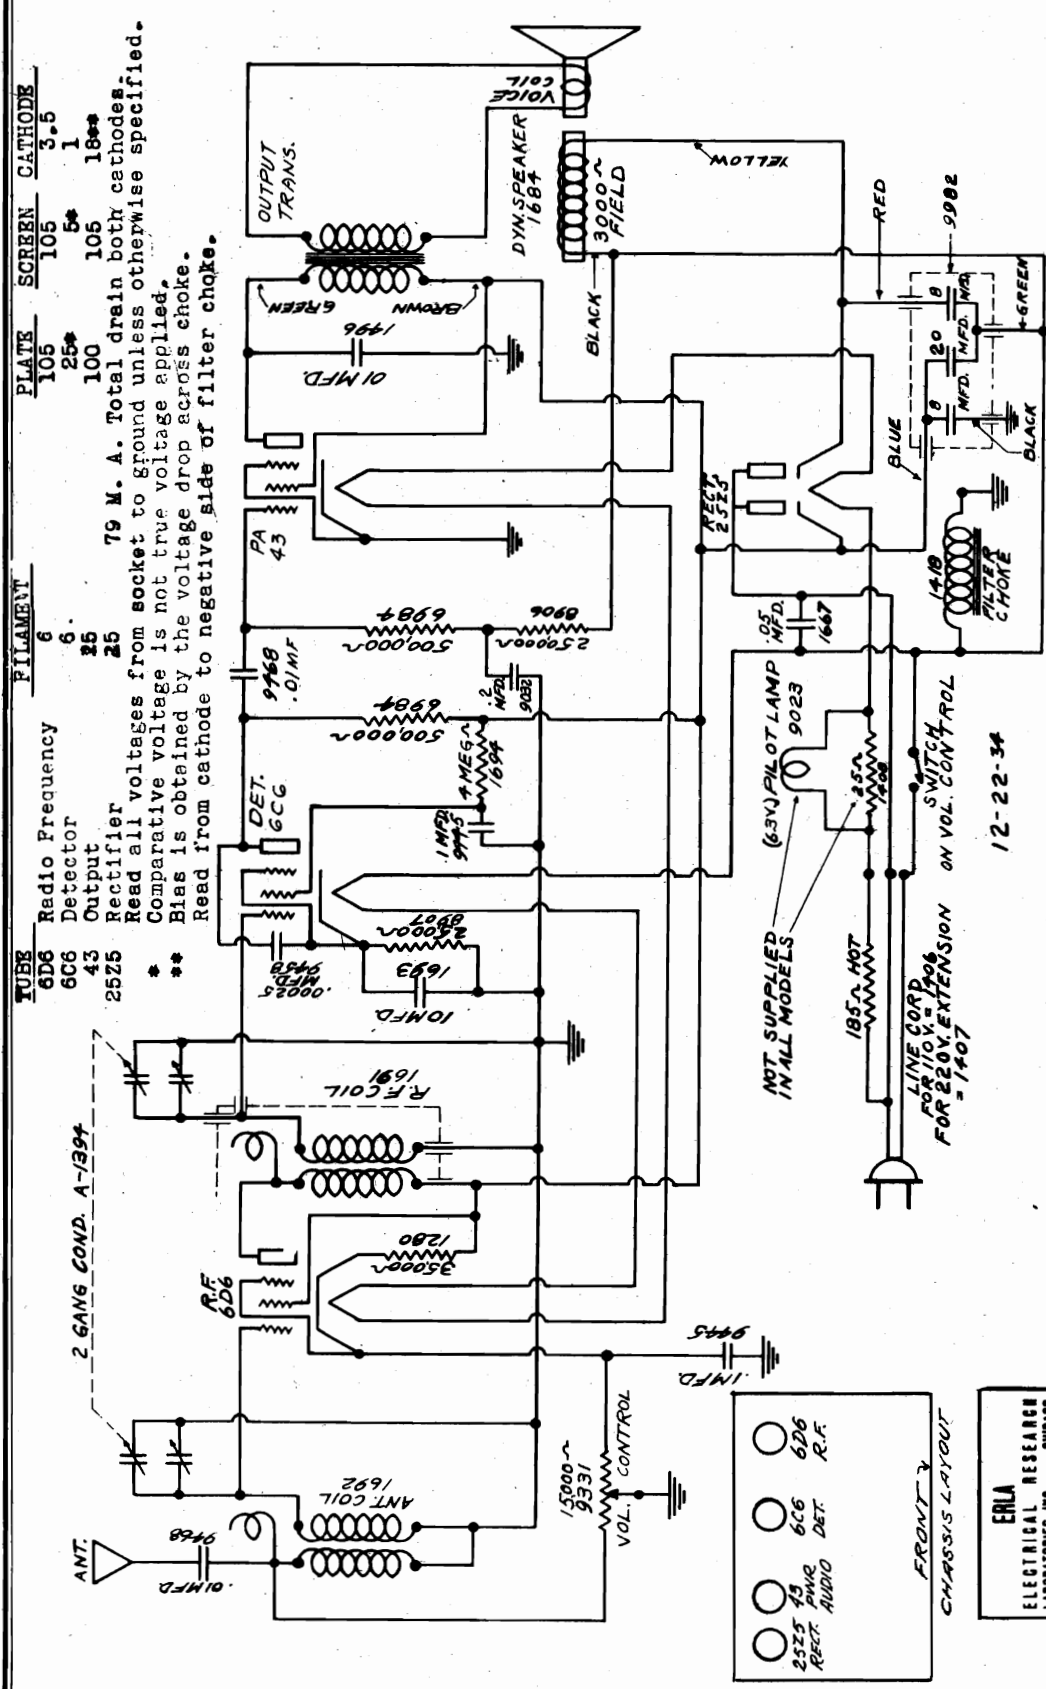 TUBE FILAMENT PLATE SCREEN CATHODE
6D6 Radio Frequency 6 105 105 3.5
6C6 Detector 6. 25* 5* 1
43 Output 25 100 105 18**
25Z5 Rectifier 25 79 M. A. Total drain both cathodes.
Read all voltages from socket to ground unless otherwise specified.
* Comparative voltage is not true voltage applied.
** Bias is obtained by the voltage drop across choke.
Read from cathode to negative side of filter choke.
2 GANG COND. A-1394
ANT.
.01MFD.
9468
ANT. COIL
1692
R.F.
6D6
35000~
1280
R.F. COIL
1691
.00025
MFD.
9458
DET.
6C6
10MFD.
1693
25000~
8907
.1MFD.
9445
4MEG~
1694
500,000~
6984
9468
.01MF
.2
MFD.
9032
500,000~
6984
250000~
8906
PA
43
.01MFD.
1496
GREEN
BROWN
OUTPUT
TRANS.
VOICE
COIL
DYN.SPEAKER
1684
3000~
FIELD
BLACK
YELLOW
15000~
9331
VOL. CONTROL
.1MFD.
9445
NOT SUPPLIED
IN ALL MODELS
(6.3V.) PILOT LAMP
9023
25~
1408
185~ HOT
LINE CORD
FOR 110V. = 1406
FOR 220V. EXTENSION
= 1407
SWITCH
ON VOL. CONTROL
.05
MFD.
1667
RECT.
25Z5
1418
FILTER
CHOKE
BLUE
RED
9982
8
MFD.
20
MFD.
8
MFD.
GREEN
BLACK
12-22-34
25Z5
RECT.
43
PWR
AUDIO
6C6
DET.
6D6
R.F.
FRONT
CHASSIS LAYOUT
ERLA
ELECTRICAL RESEARCH